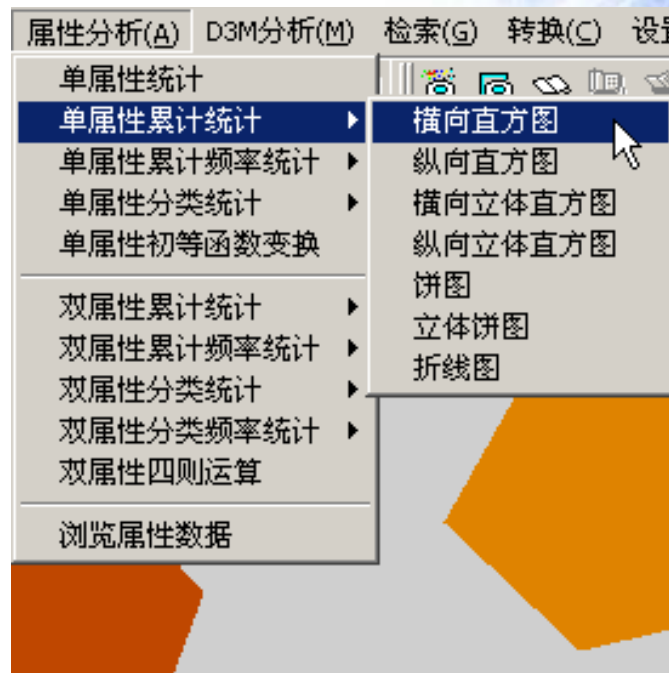 属性分析(A) D3M分析(M) 检索(G) 转换(C)
单属性统计
单属性累计统计
单属性累计频率统计
单属性分类统计
单属性初等函数变换
双属性累计统计
双属性累计频率统计
双属性分类统计
双属性分类频率统计
双属性四则运算
浏览属性数据
横向直方图
纵向直方图
横向立体直方图
纵向立体直方图
饼图
立体饼图
折线图